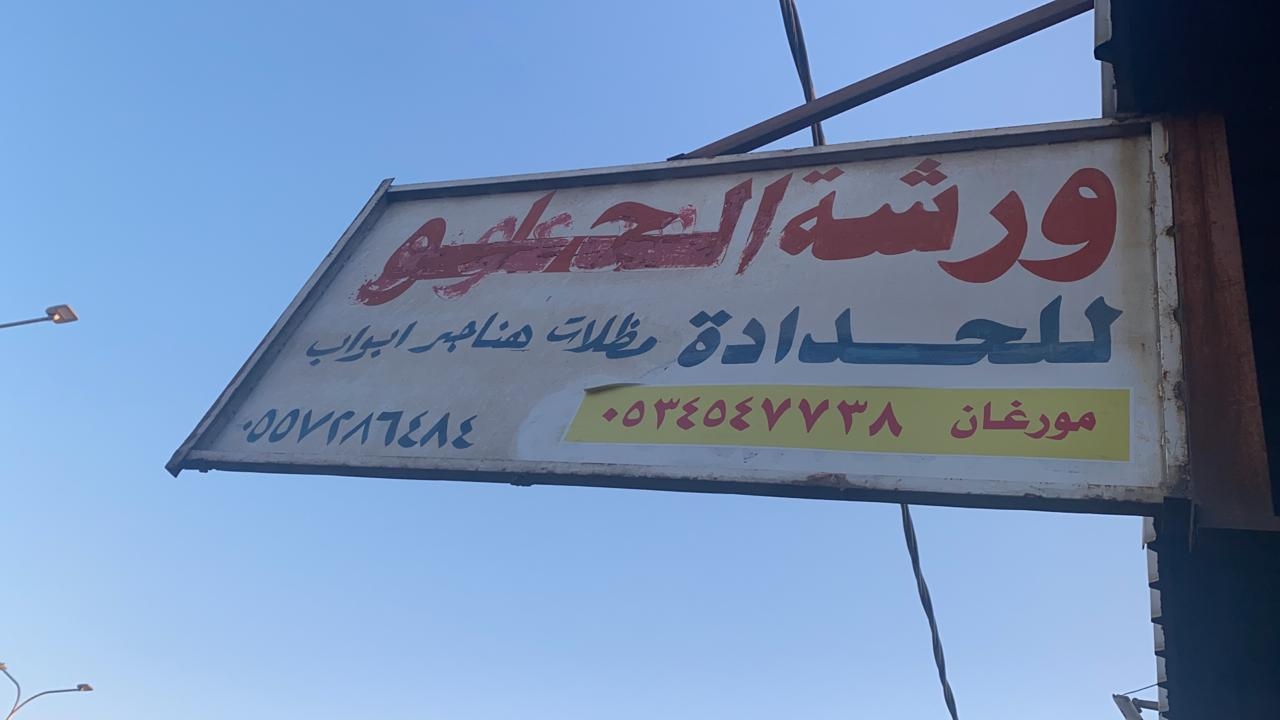 ورشة الحلو
للحدادة مظلات هناجر ابواب
مورغان ٠٥٣٤٥٤٧٧٣٨
٠٥٥٧٢٨٦٤٨٤